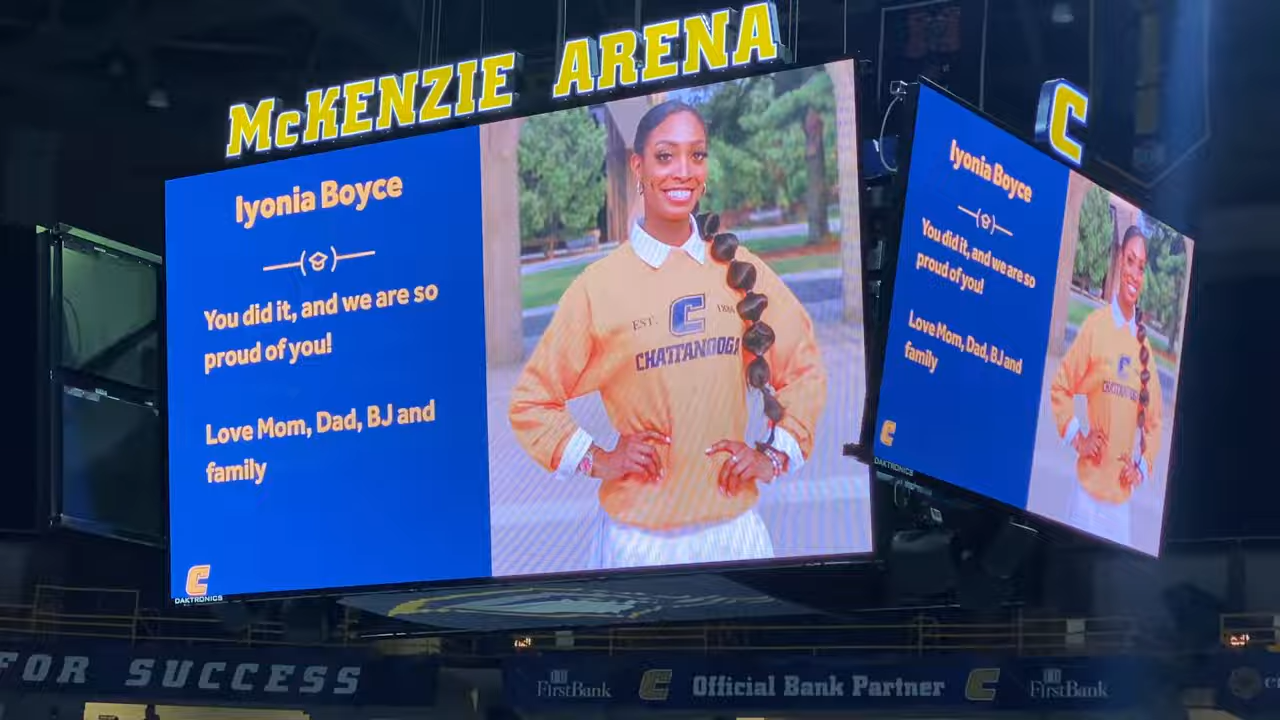 McKENZIE ARENA
C
Iyonia Boyce
You did it, and we are so
proud of you!
Love Mom, Dad, BJ and
family
C
DAKTRONICS
EST. C 1886
CHATTANOOGA
Iyonia Boyce
You did it, and we are so
proud of you!
Love Mom, Dad, BJ and
family
C
DAKTRONICS
C
CHATTANOOGA
FOR SUCCESS
FirstBank
C
Official Bank Partner
C
FirstBank